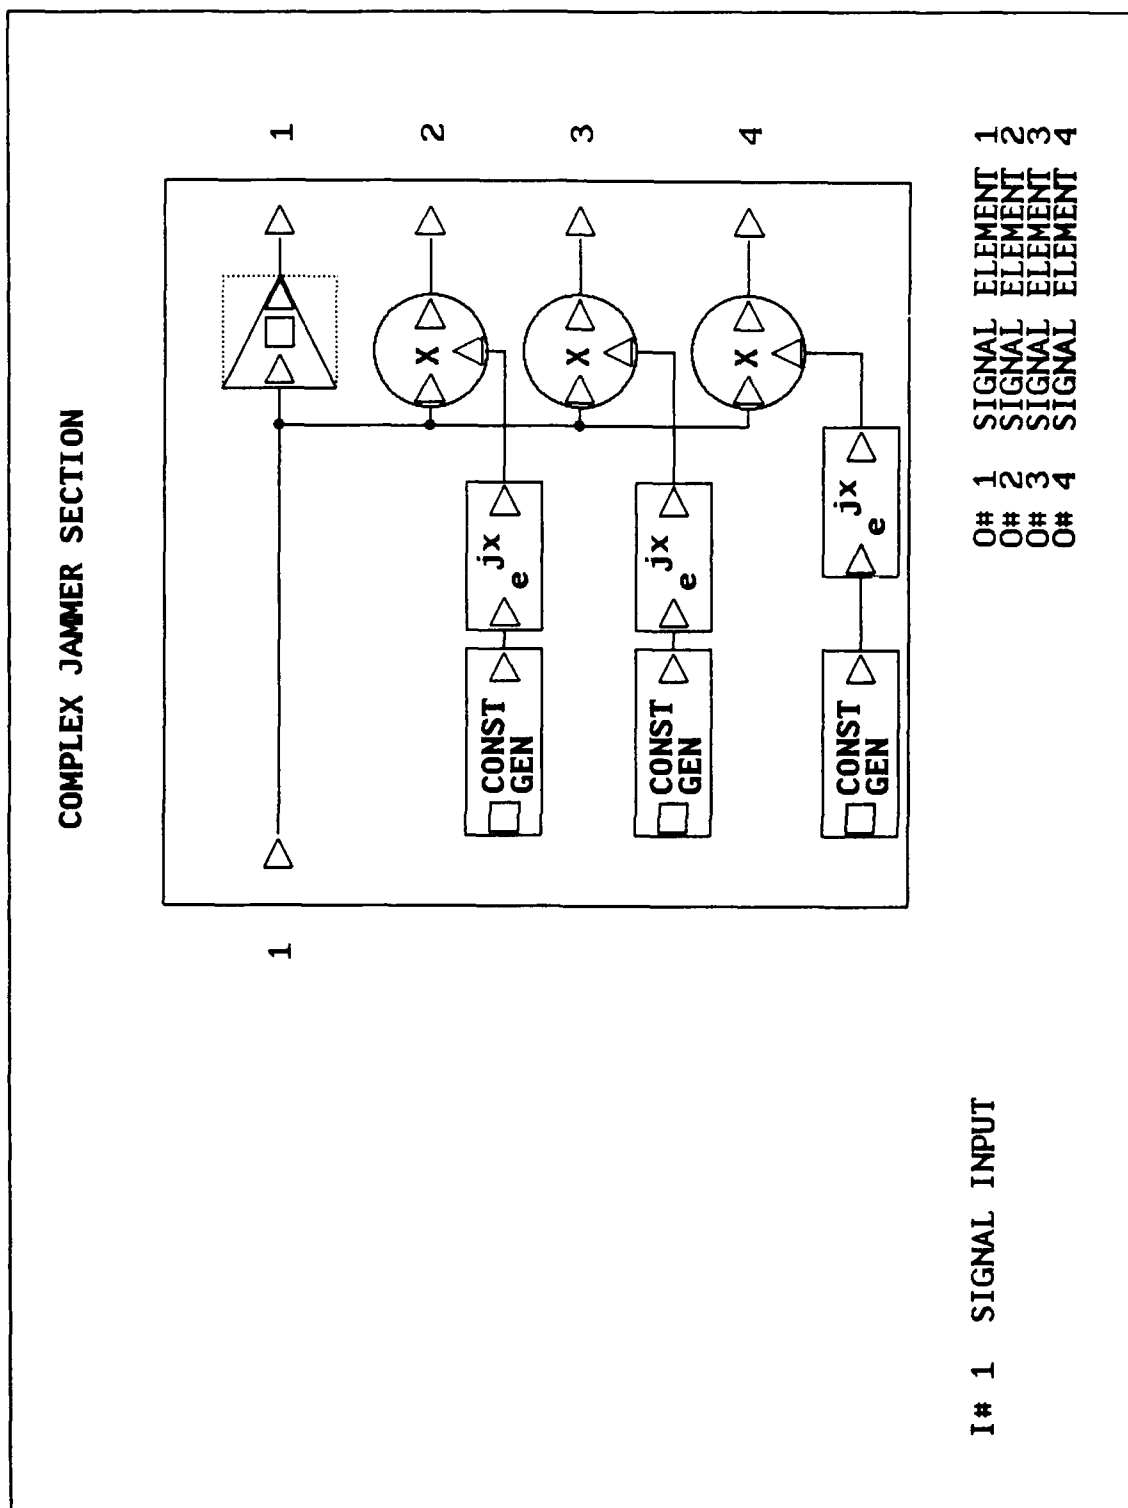 COMPLEX JAMMER SECTION
1
1
X
2
CONST
GEN
e jx
X
3
CONST
GEN
e jx
X
4
CONST
GEN
e jx
I# 1 SIGNAL INPUT
O# 1 SIGNAL ELEMENT 1
O# 2 SIGNAL ELEMENT 2
O# 3 SIGNAL ELEMENT 3
O# 4 SIGNAL ELEMENT 4